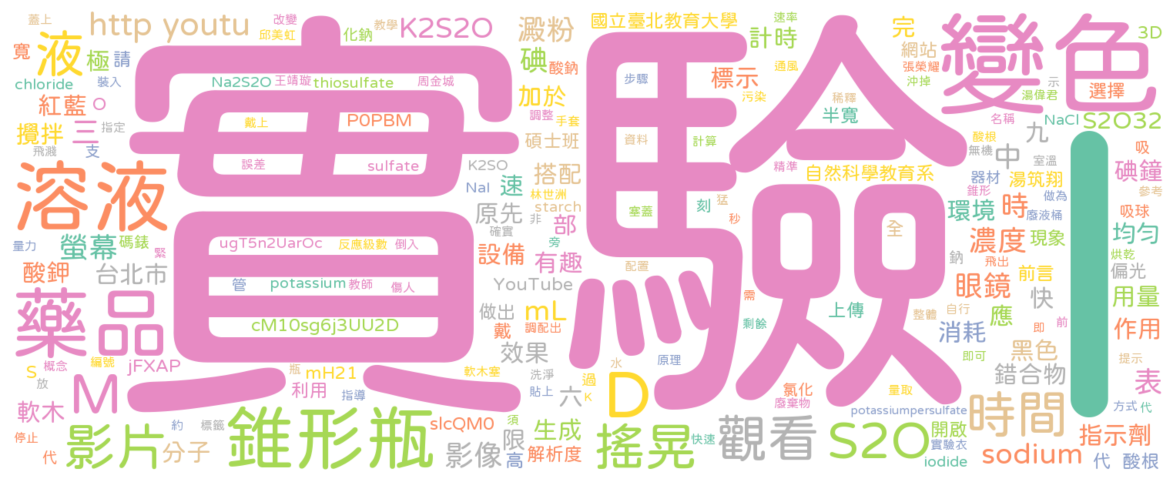 實驗
I
變色
溶液
藥品
錐形瓶
搖晃
觀看
時間
影片
S2O
M
D
http youtu
K2S2O
澱粉
國立臺北教育大學
計時
完
網站
張榮耀
沖掉
3D
選擇
湯偉君
示
NaCl
S2O32
名稱
蓋上
改變
邱美虹
教學
化鈉
寬
液
極
請
chloride
裝入
紅藍
O
攪拌
三
指定
飛濺
支
Na2S2O
王靖璇
thiosulfate
周金城
戴上
P0PBM
誤差
sulfate
碘
酸鈉
加於
調整
手套
碩士班
K2SO
NaI
速
搭配
林世洲
starch
原先
非
部
確實
設備
有趣
YouTube
做出
mL
戴
調配出
效果
步驟
標示
通風
速率
污染
資料
計算
稀釋
半寬
精準
自然科學教育系
塞蓋
刻
猛
秒
旁
配置
需
剩餘
上傳
全
整體
中
九
無機
酸根
室溫
器材
錐形
湯筑翔
做為
環境
時
廢液桶
濃度
現象
鈉
飛出
眼鏡
前言
快
應
自行
消耗
即
前
即可
黑色
錯合物
吸
碘鐘
參考
吸球
均勻
烘乾
偏光
用量
作用
提示
表
方式
代
指示劑
代
酸根
量力
螢幕
碼錶
緊
酸鉀
台北市
ugT5n2UarOc
反應級數
倒入
管
potassium
教師
傷人
cM10sg6j3UU2D
編號
概念
jFXAP
S
放
軟木
停止
代
瓶
mH21
利用
指導
軟木塞
過
K
水
原理
洗淨
貼上
六
約
標籤
分子
影像
限
高
slcQM0
須
解析度
生成
快速
氯化
廢棄物
量取
potassiumpersulfate
開啟
實驗衣
iodide
sodium